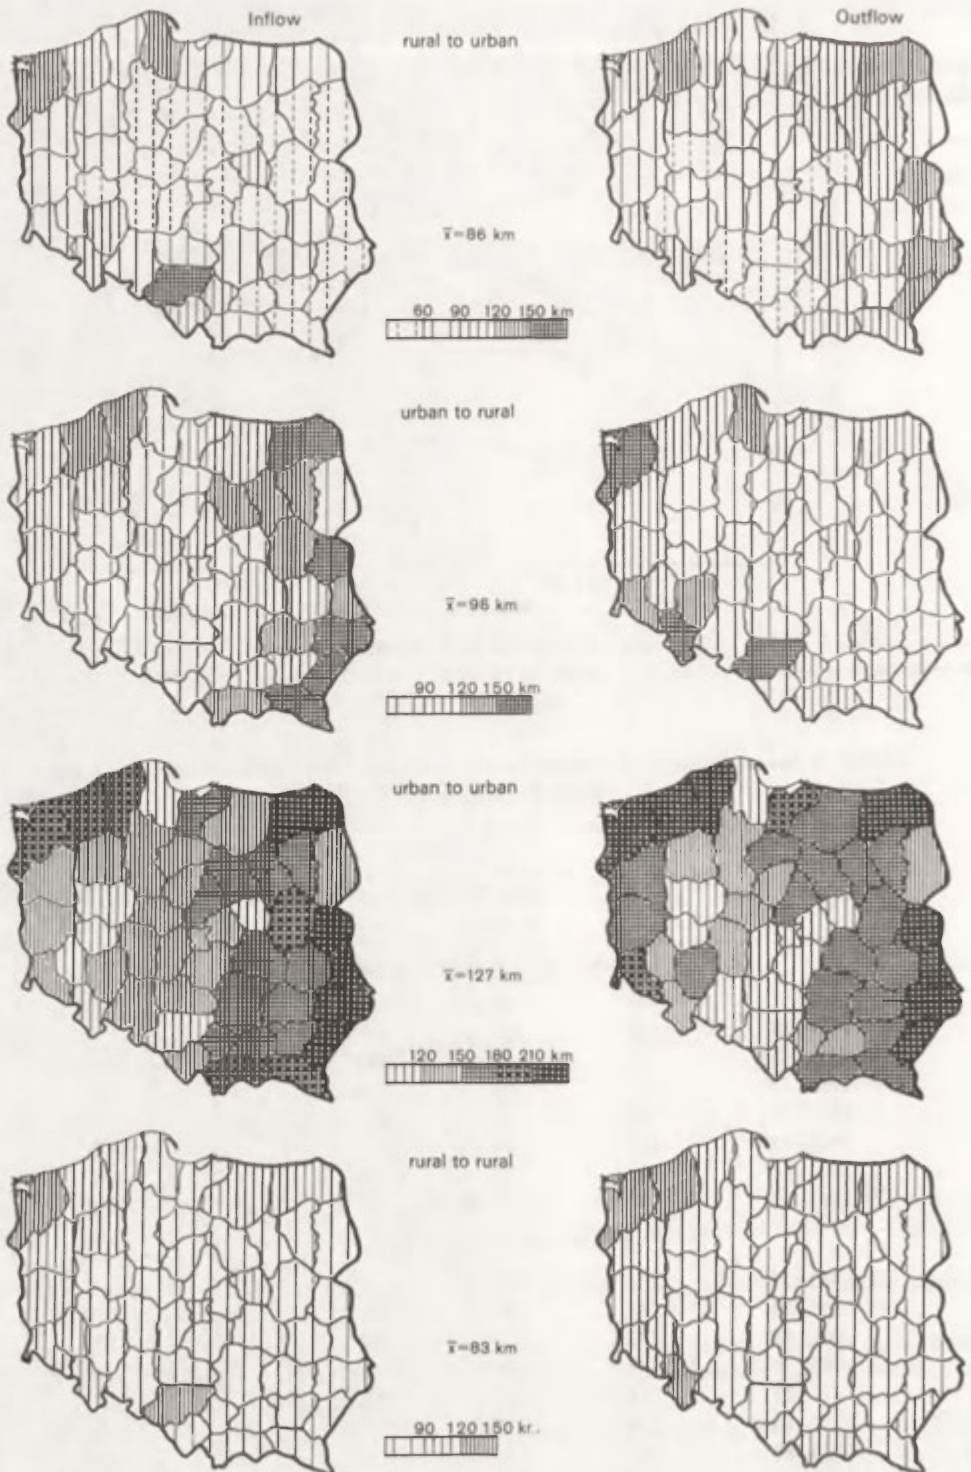 Inflow
Outflow
rural to urban
x̄=86 km
60 90 120 150 km
urban to rural
x̄=98 km
90 120 150 km
urban to urban
x̄=127 km
120 150 180 210 km
rural to rural
x̄=83 km
90 120 150 kr.